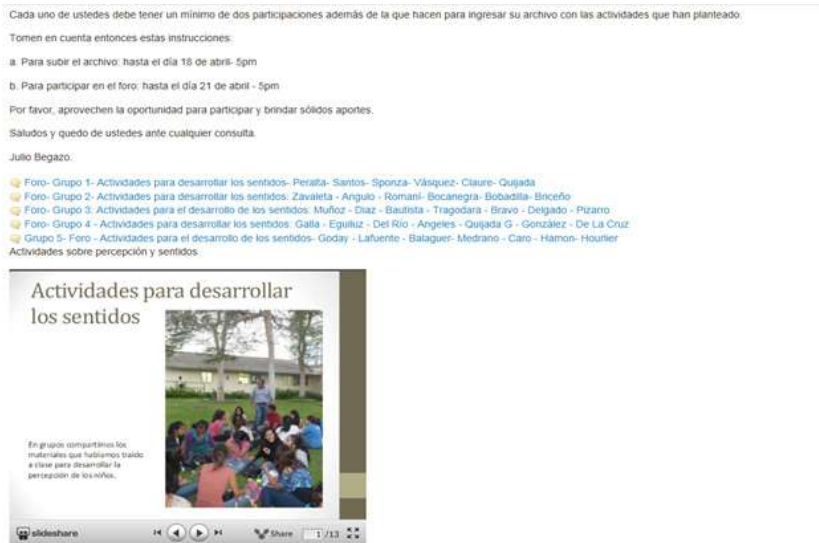 Cada uno de ustedes debe tener un mínimo de dos participaciones además de la que hacen para ingresar su archivo con las actividades que han planteado.
Tomen en cuenta entonces estas instrucciones:
a. Para subir el archivo: hasta el día 18 de abril- 5pm
b. Para participar en el foro: hasta el día 21 de abril - 5pm
Por favor, aprovechen la oportunidad para participar y brindar sólidos aportes.
Saludos y quedo de ustedes ante cualquier consulta.
Julio Begazo.
Foro- Grupo 1- Actividades para desarrollar los sentidos- Peralta- Santos- Sponza- Vásquez- Claure- Quijada
Foro- Grupo 2- Actividades para desarrollar los sentidos: Zavaleta - Angulo - Romaní- Bocanegra- Bobadilla- Briceño
Foro- Grupo 3: Actividades para el desarrollo de los sentidos: Muñoz - Diaz - Bautista - Tragodara - Bravo - Delgado - Pizarro
Foro- Grupo 4 - Actividades para desarrollar los sentidos: Galla - Eguiluz - Del Río - Angeles - Quijada G - González - De La Cruz
Grupo 5- Foro - Actividades para el desarrollo de los sentidos- Goday - Lafuente - Balaguer- Medrano - Caro - Hamon- Hourlier
Actividades sobre percepción y sentidos
Actividades para desarrollar
los sentidos
En grupos compartimos los
materiales que habíamos traído
a clase para desarrollar la
percepción de los niños.
slideshare
Share
1 /13